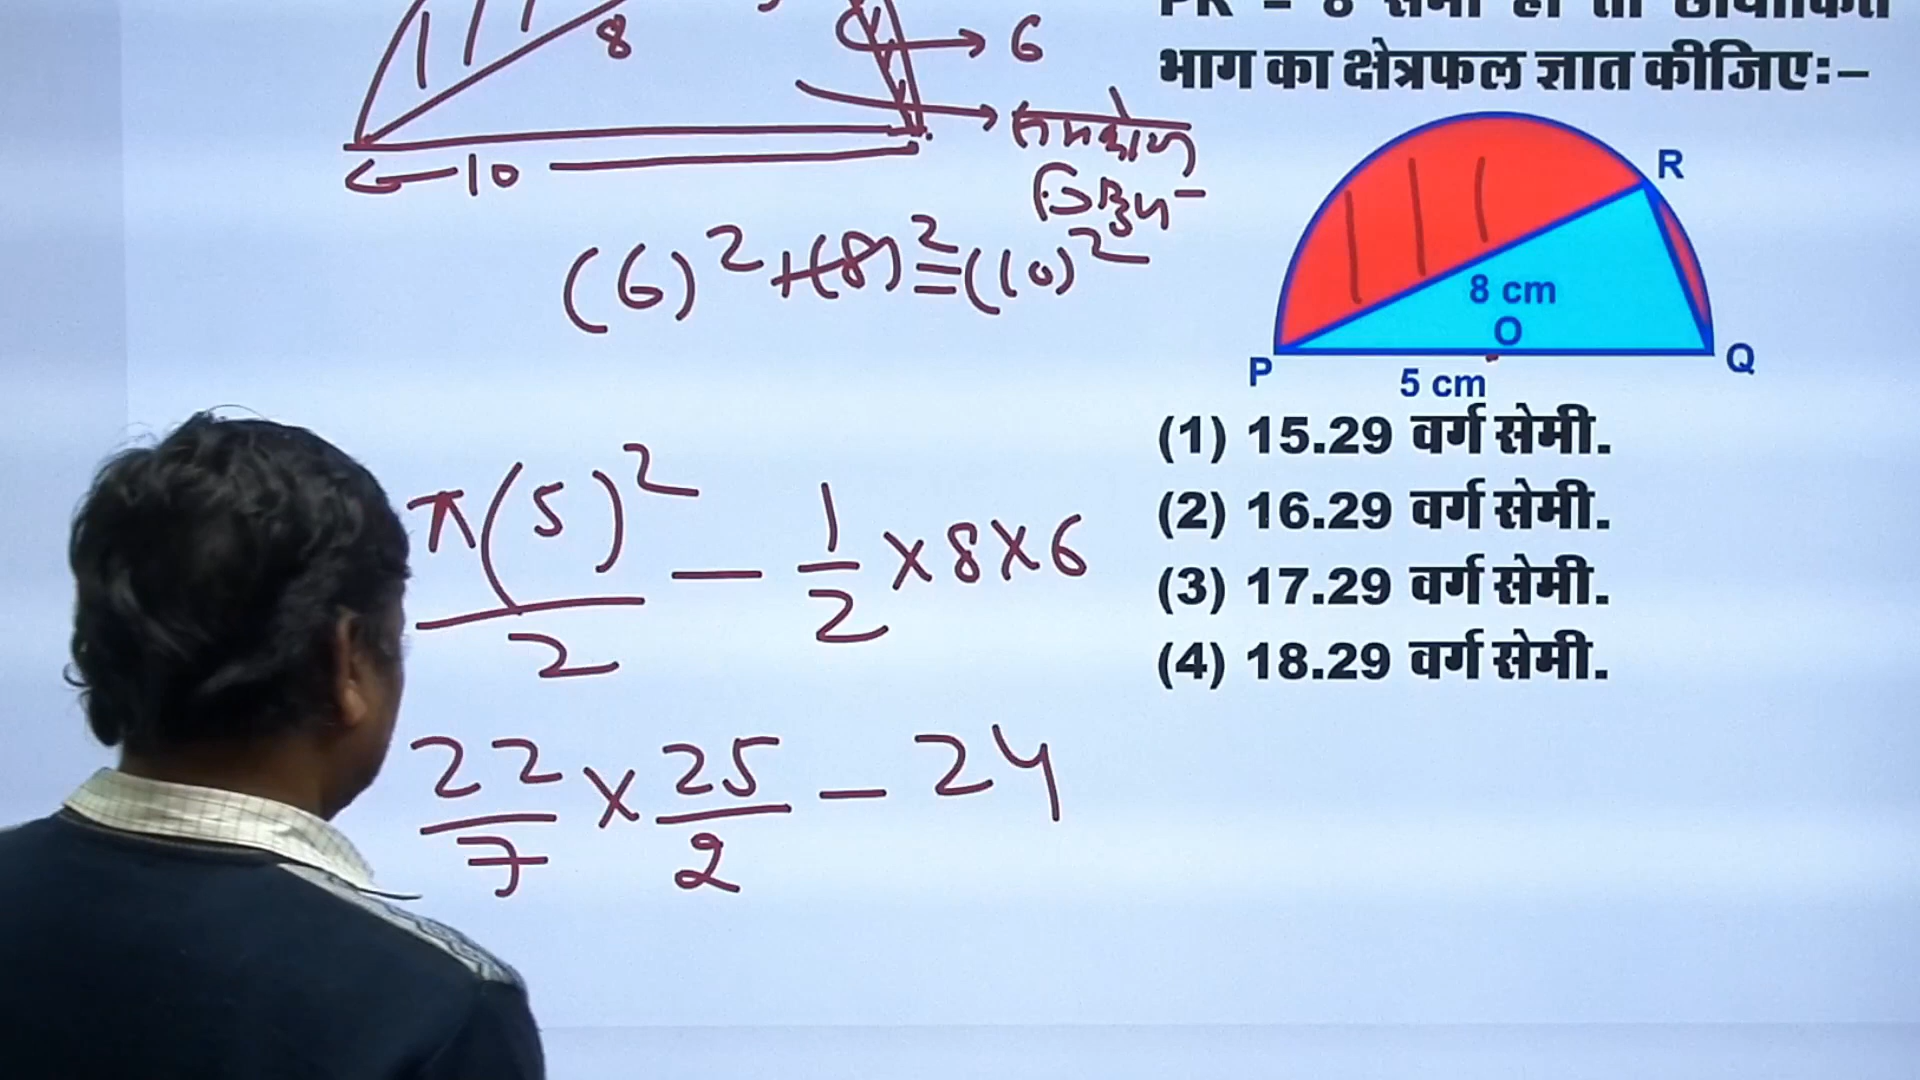 8
6
10
समकोण
त्रिभुज
(6)² + (8)² = (10)²
π(5)²/2 - 1/2 × 8 × 6
22/7 × 25/2 - 24
PR = 8 सेमी हो तो छायांकित
भाग का क्षेत्रफल ज्ञात कीजिएः–
R
8 cm
O
P
Q
5 cm
(1) 15.29 वर्ग सेमी.
(2) 16.29 वर्ग सेमी.
(3) 17.29 वर्ग सेमी.
(4) 18.29 वर्ग सेमी.